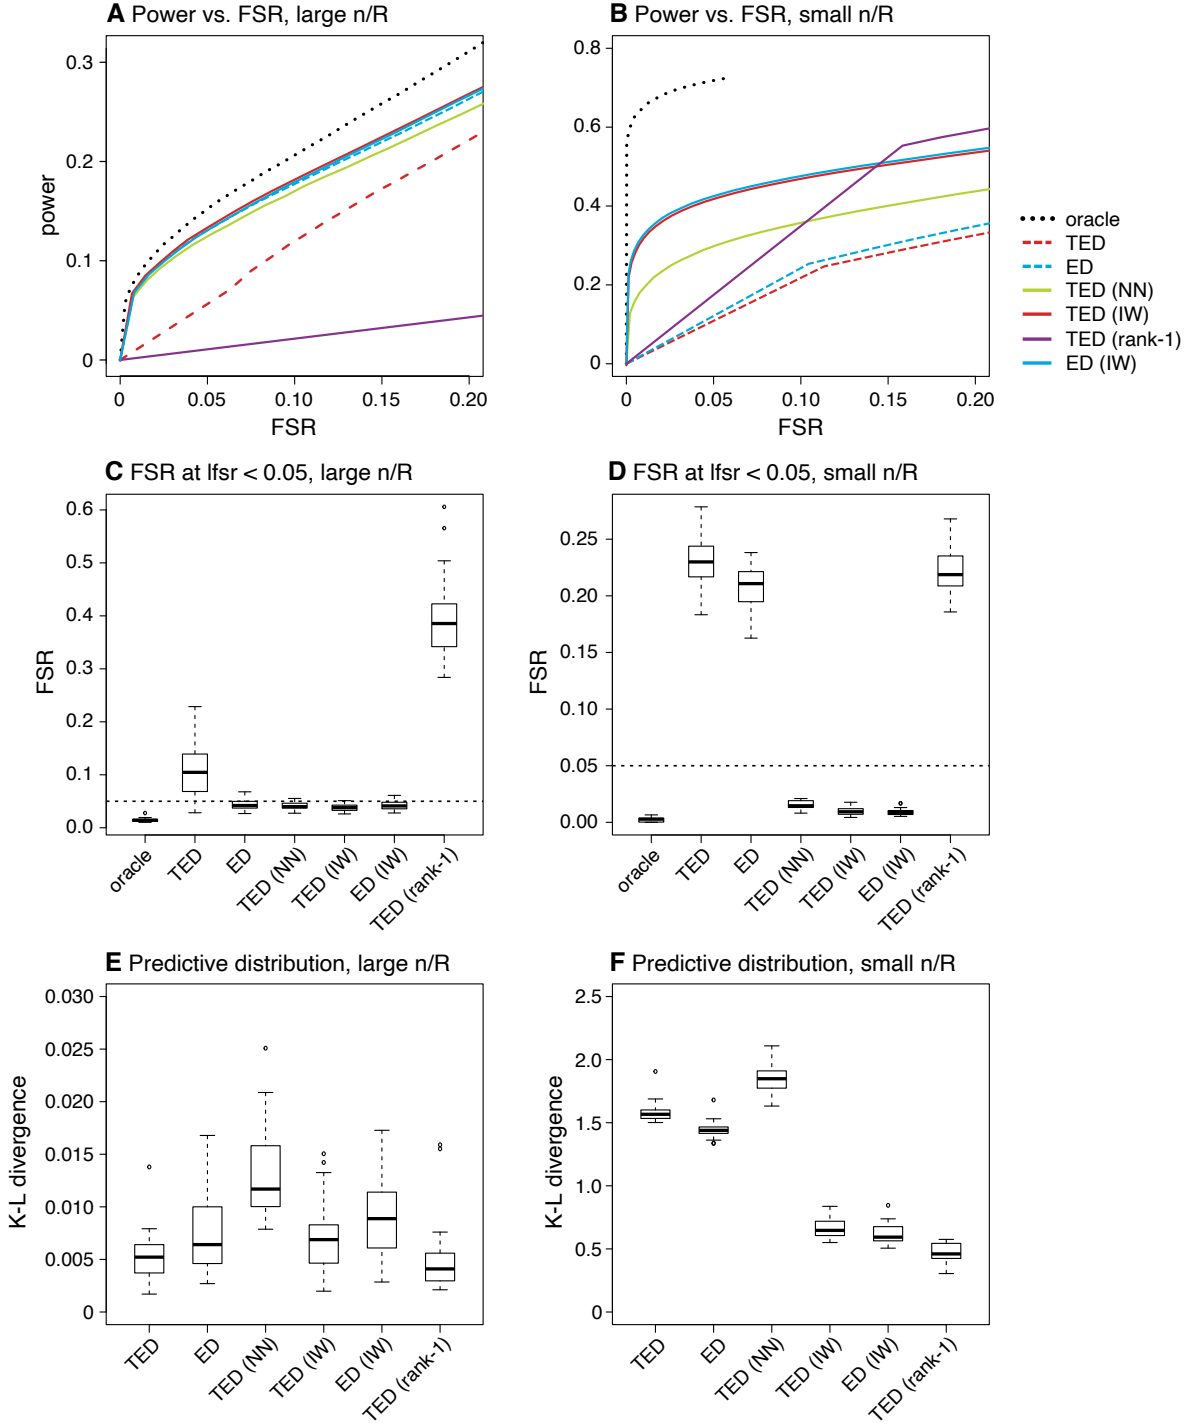 A Power vs. FSR, large n/R
B Power vs. FSR, small n/R
power
0.3
0.2
0.1
0
0
0.05
0.10
0.15
0.20
FSR
0.8
0.6
0.4
0.2
0
0
0.05
0.10
0.15
0.20
FSR
oracle
TED
ED
TED (NN)
TED (IW)
TED (rank-1)
ED (IW)
C FSR at lfsr < 0.05, large n/R
D FSR at lfsr < 0.05, small n/R
FSR
0.6
0.5
0.4
0.3
0.2
0.1
0.0
oracle
TED
ED
TED (NN)
TED (IW)
ED (IW)
TED (rank-1)
FSR
0.25
0.20
0.15
0.10
0.05
0.00
oracle
TED
ED
TED (NN)
TED (IW)
ED (IW)
TED (rank-1)
E Predictive distribution, large n/R
F Predictive distribution, small n/R
K-L divergence
0.030
0.025
0.020
0.015
0.010
0.005
0
TED
ED
TED (NN)
TED (IW)
ED (IW)
TED (rank-1)
K-L divergence
2.5
2.0
1.5
1.0
0.5
0
TED
ED
TED (NN)
TED (IW)
ED (IW)
TED (rank-1)